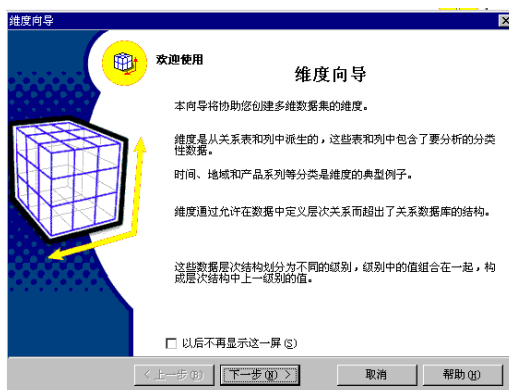 维度向导
欢迎使用
维度向导
本向导将协助您创建多维数据集的维度。
维度是从关系表和列中派生的，这些表和列中包含了要分析的分类
性数据。
时间、地域和产品系列等分类是维度的典型例子。
维度通过允许在数据中定义层次关系而超出了关系数据库的结构。
这些数据层次结构划分为不同的级别，级别中的值组合在一起，构
成层次结构中上一级别的值。
以后不再显示这一屏(S)
< 上一步(B) 下一步(N) > 取消 帮助(H)